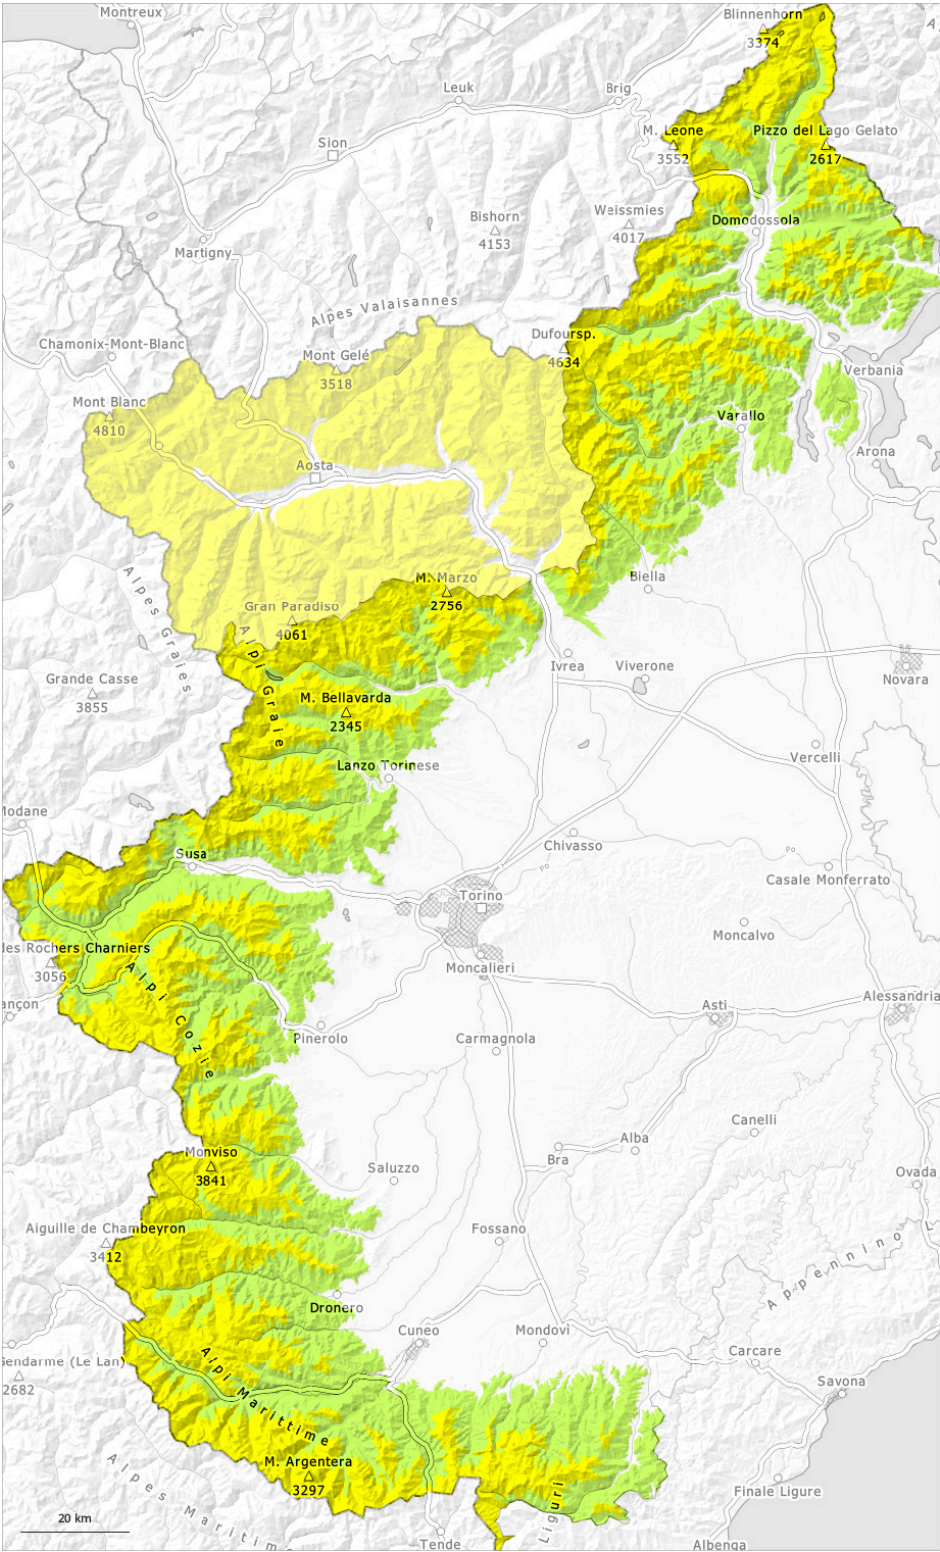 Montreux
Blinnenhorn
3374
Leuk
Brig
Sion
M. Leone
3552
Pizzo del Lago Gelato
2617
Bishorn
4153
Weissmies
4017
Domodossola
Martigny
Alpes Valaisannes
Chamonix-Mont-Blanc
Mont Gelé
3518
Dufoursp.
4634
Verbania
Mont Blanc
4810
Varallo
Aosta
Arona
Alpes Graies
M. Marzo
2756
Biella
Gran Paradiso
4061
Alpi Graie
Ivrea
Viverone
Novara
Grande Casse
3855
M. Bellavarda
2345
Lanzo Torinese
Vercelli
Modane
Chivasso
Po
Po
Susa
Casale Monferrato
Torino
Moncalvo
des Rochers Charniers
3056
Moncalieri
Alpi Cozie
ançon
Asti
Alessandria
Pinerolo
Carmagnola
Canelli
Alba
Monviso
3841
Bra
Saluzzo
Ovada
Aiguille de Chambeyron
3412
Fossano
Appennino L
Dronero
Cuneo
Mondovì
Carcare
Gendarme (Le Lan
2682
Alpi Marittime
Savona
M. Argentera
3297
Alpes Maritime
Liguri
Finale Ligure
20 km
Tende
Albenga